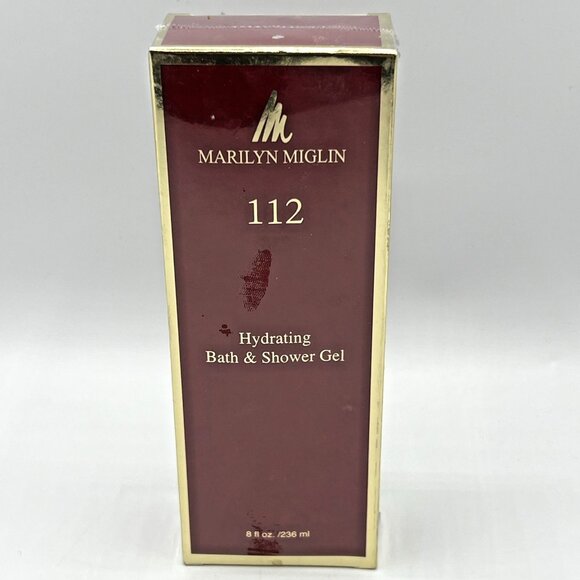 M
MARILYN MIGLIN
112
Hydrating
Bath & Shower Gel
8 fl oz. /236 ml